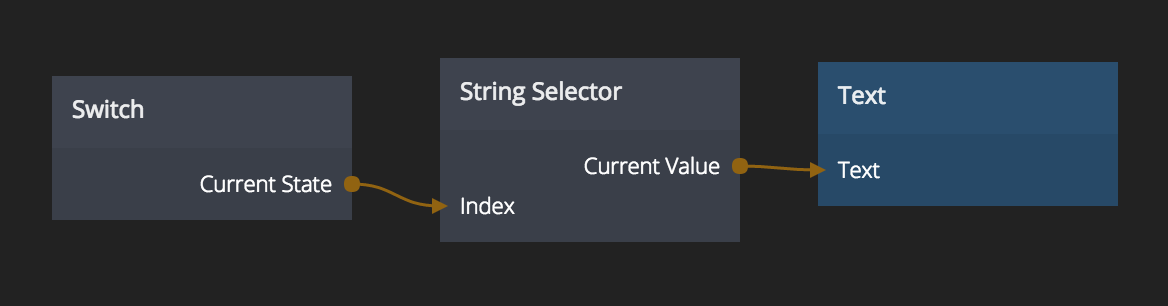 Switch
Current State
String Selector
Current Value
Index
Text
Text